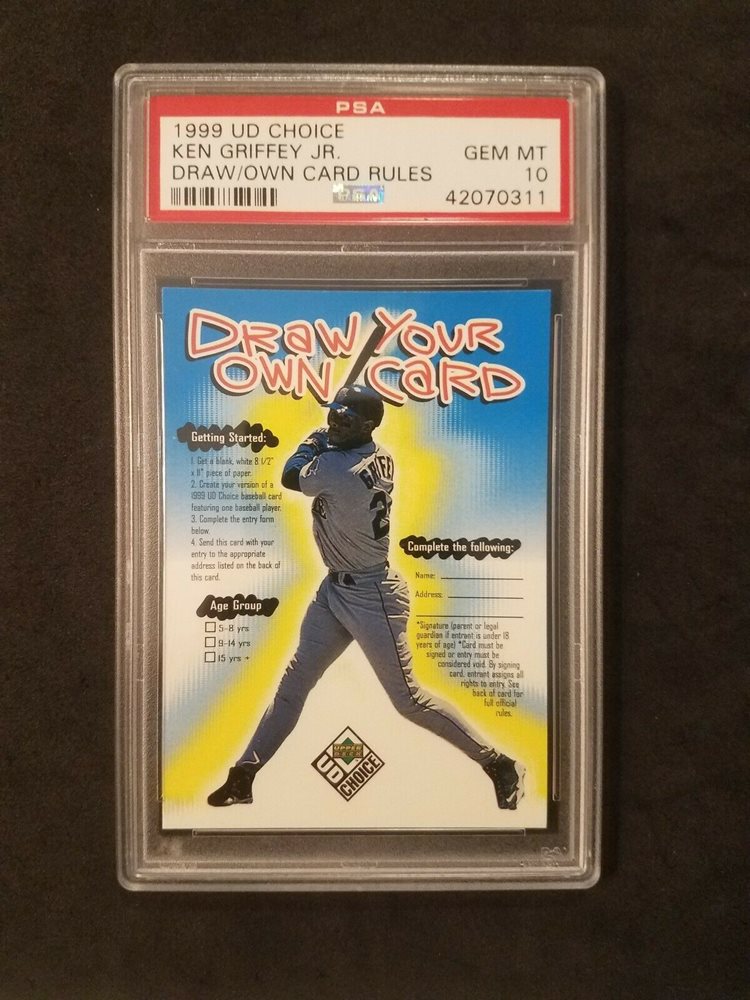 PSA
1999 UD CHOICE
KEN GRIFFEY JR.
GEM MT
DRAW/OWN CARD RULES
10
PSA
42070311
DRAW YOUR
OWN CARD
Getting Started:
1. Get a blank, white 8 1/2"
x 11" piece of paper.
2. Create your version of a
1999 UD Choice baseball card
featuring one baseball player.
3. Complete the entry form
below.
4. Send this card with your
entry to the appropriate
address listed on the back of
this card.
Age Group
5-8 yrs
9-14 yrs
15 yrs +
GRIFFEY
2
Complete the following:
Name:
Address:
*Signature (parent or legal
guardian if entrant is under 18
years of age) *Card must be
signed or entry must be
considered void. By signing
card, entrant assigns all
rights to entry. See
back of card for
full official
rules.
UPPER
DECK
UD
CHOICE